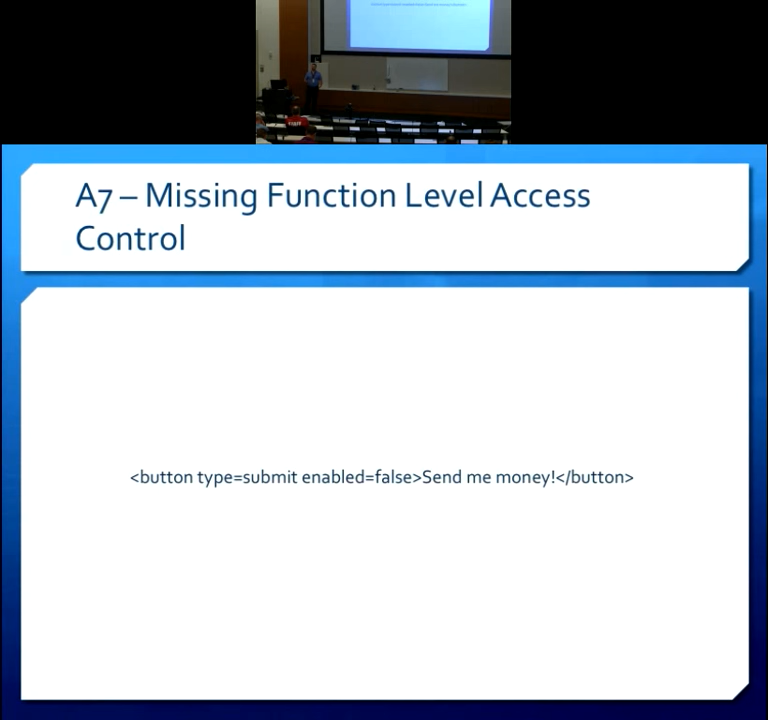 A7 – Missing Function Level Access
Control
<button type=submit enabled=false>Send me money!</button>